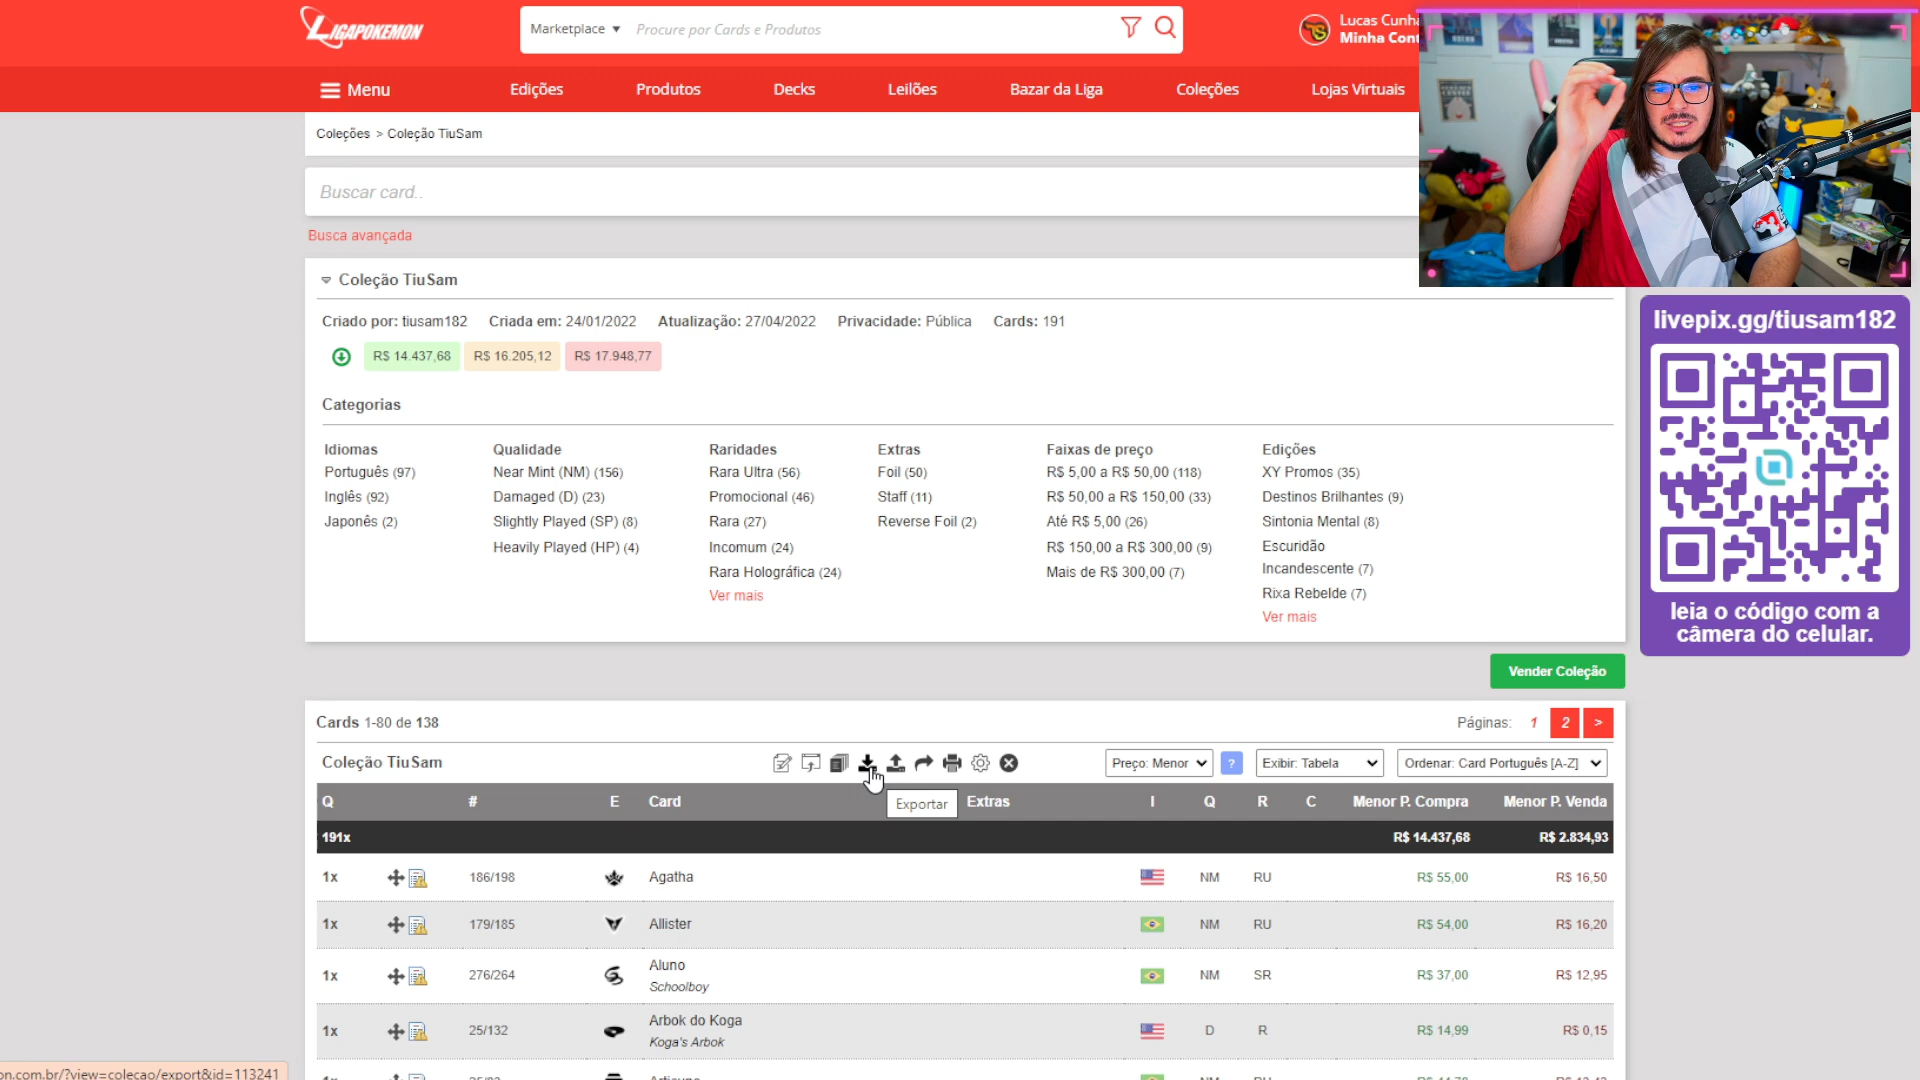 LIGAPOKEMON
Marketplace ▼ Procure por Cards e Produtos
Lucas Cunha
Minha Cont
Menu Edições Produtos Decks Leilões Bazar da Liga Coleções Lojas Virtuais
Coleções > Coleção TiuSam
Buscar card..
Busca avançada
Coleção TiuSam
Criado por: tiusam182 Criada em: 24/01/2022 Atualização: 27/04/2022 Privacidade: Pública Cards: 191
R$ 14.437,68 R$ 16.205,12 R$ 17.948,77
Categorias
Idiomas
Português (97)
Inglês (92)
Japonês (2)
Qualidade
Near Mint (NM) (156)
Damaged (D) (23)
Slightly Played (SP) (8)
Heavily Played (HP) (4)
Raridades
Rara Ultra (56)
Promocional (46)
Rara (27)
Incomum (24)
Rara Holográfica (24)
Ver mais
Extras
Foil (50)
Staff (11)
Reverse Foil (2)
Faixas de preço
R$ 5,00 a R$ 50,00 (118)
R$ 50,00 a R$ 150,00 (33)
Até R$ 5,00 (26)
R$ 150,00 a R$ 300,00 (9)
Mais de R$ 300,00 (7)
Edições
XY Promos (35)
Destinos Brilhantes (9)
Sintonia Mental (8)
Escuridão
Incandescente (7)
Rixa Rebelde (7)
Ver mais
livepix.gg/tiusam182
leia o código com a
câmera do celular.
Vender Coleção
Cards 1-80 de 138
Páginas: 1 2 >
Coleção TiuSam
Preço: Menor ? Exibir: Tabela Ordenar: Card Português [A-Z]
Exportar
Q # E Card Extras I Q R C Menor P. Compra Menor P. Venda
191x R$ 14.437,68 R$ 2.834,93
1x 186/198 Agatha NM RU R$ 55,00 R$ 16,50
1x 179/185 Allister NM RU R$ 54,00 R$ 16,20
1x 276/264 Aluno NM SR R$ 37,00 R$ 12,95
Schoolboy
1x 25/132 Arbok do Koga D R R$ 14,99 R$ 0,15
Koga's Arbok
on.com.br/?view=colecao/export&id=113241